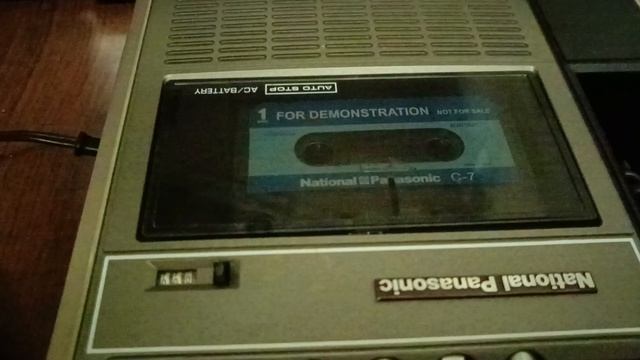 AUTO STOP
AC/BATTERY
1 FOR DEMONSTRATION NOT FOR SALE
National Panasonic C-7
National Panasonic